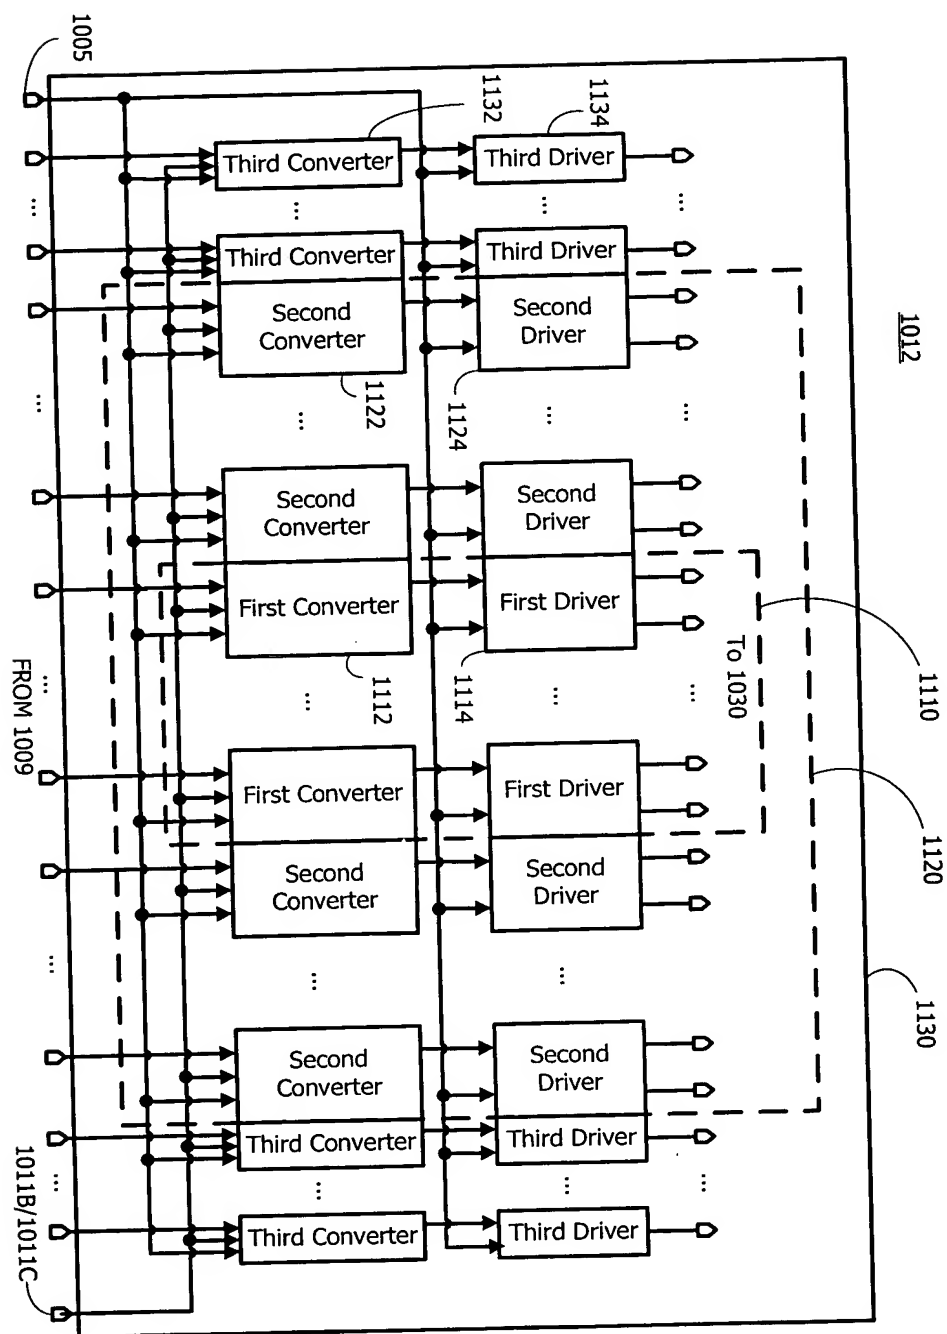 1005
1132
1134
Third Converter
Third Driver
...
...
...
...
Third Converter
Third Driver
Second
Converter
Second
Driver
1012
1122
1124
...
...
...
...
Second
Converter
Second
Driver
First Converter
First Driver
1110
To 1030
1112
1114
...
...
...
...
FROM 1009
First Converter
First Driver
1120
Second
Converter
Second
Driver
...
...
...
...
1130
Second
Converter
Second
Driver
Third Converter
Third Driver
...
...
...
...
Third Converter
Third Driver
1011B/1011C